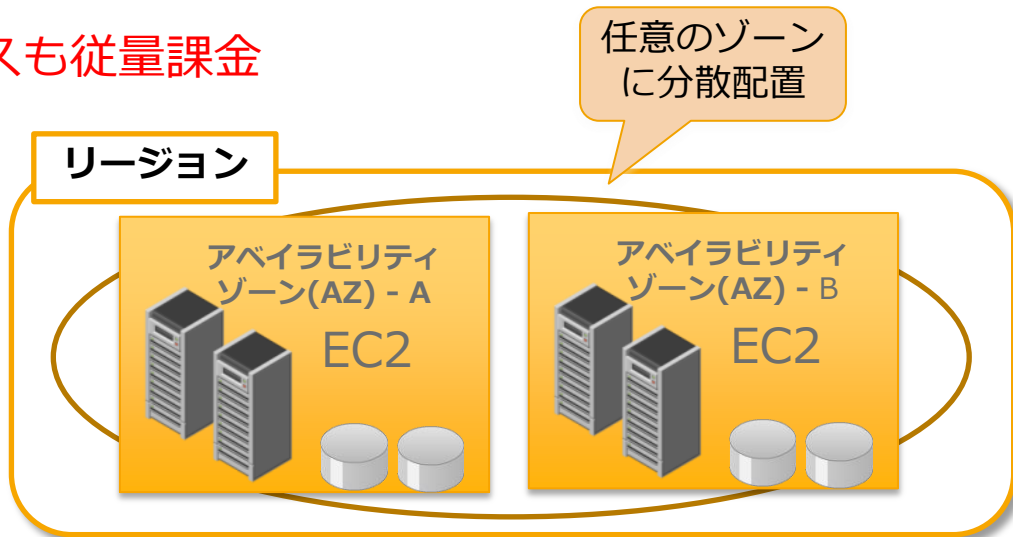 スも従量課金
任意のゾーン
に分散配置
リージョン
アベイラビリティ
ゾーン(AZ) - A
EC2
アベイラビリティ
ゾーン(AZ) - B
EC2